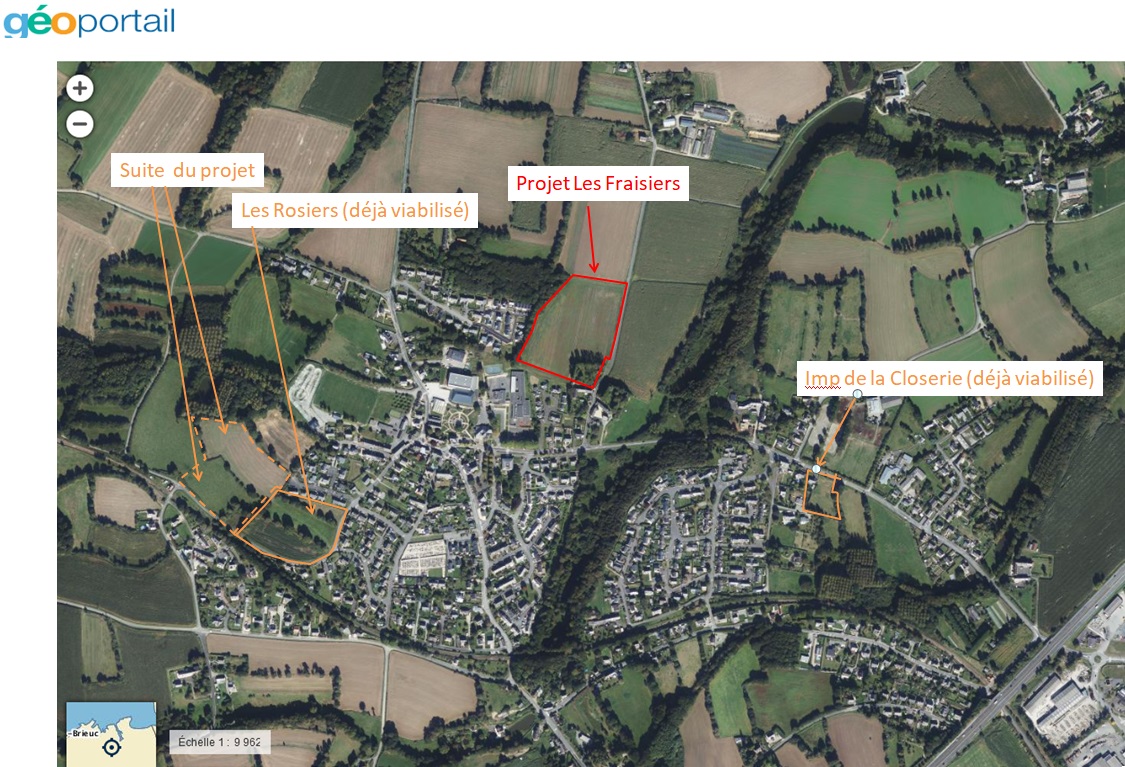 géoportail
Suite du projet
Projet Les Fraisiers
Les Rosiers (déjà viabilisé)
Imp de la Closerie (déjà viabilisé)
-Brieuc
Échelle 1 : 9 962